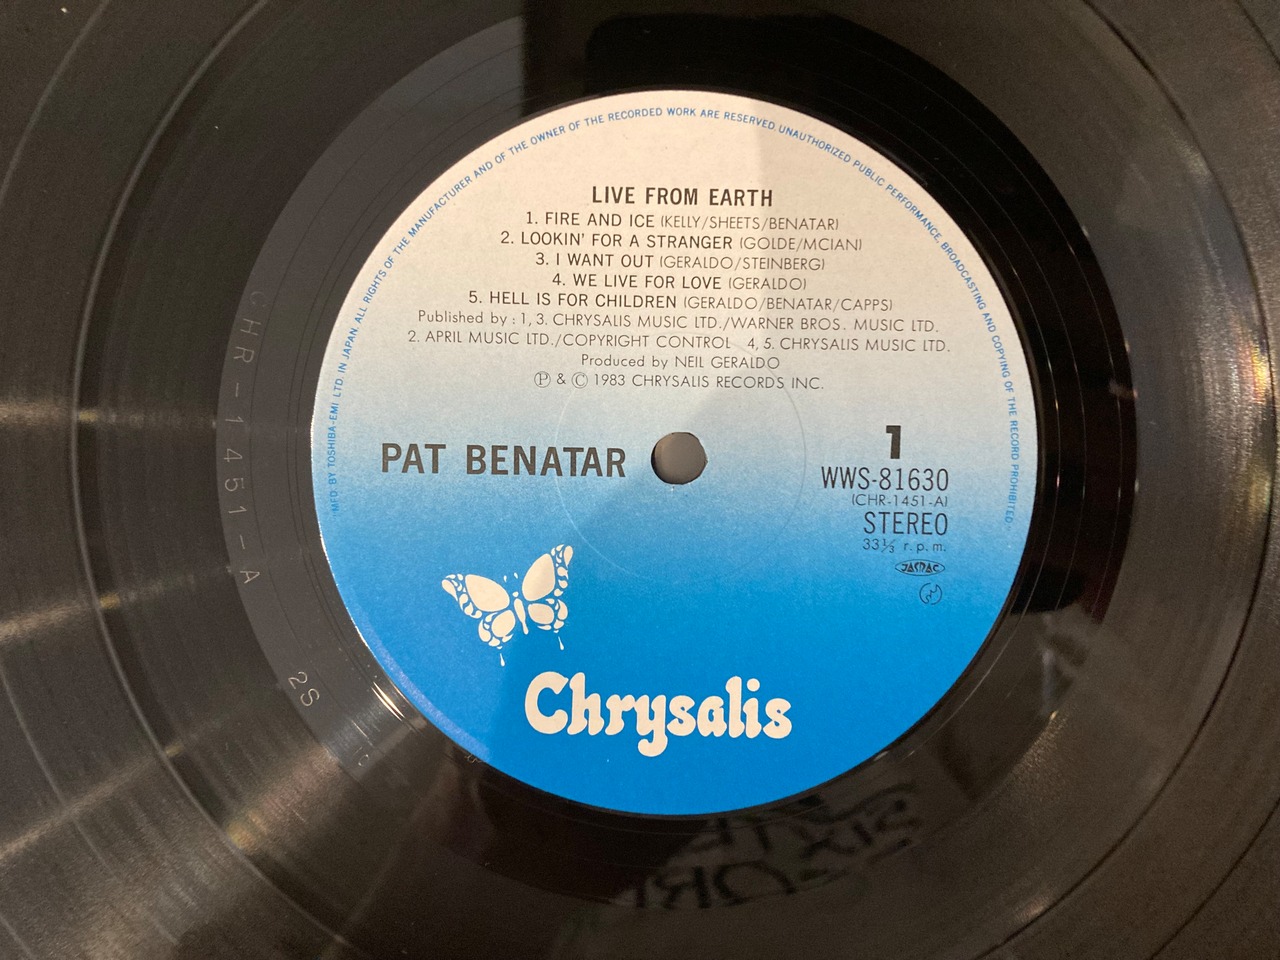 MFD. BY TOSHIBA-EMI LTD. IN JAPAN. ALL RIGHTS OF THE MANUFACTURER AND OF THE OWNER OF THE RECORDED WORK ARE RESERVED. UNAUTHORIZED PUBLIC PERFORMANCE, BROADCASTING AND COPYING OF THE RECORD PROHIBITED.
LIVE FROM EARTH
1. FIRE AND ICE (KELLY/SHEETS/BENATAR)
2. LOOKIN' FOR A STRANGER (GOLDE/MCIAN)
3. I WANT OUT (GERALDO/STEINBERG)
4. WE LIVE FOR LOVE (GERALDO)
5. HELL IS FOR CHILDREN (GERALDO/BENATAR/CAPPS)
Published by : 1, 3. CHRYSALIS MUSIC LTD./WARNER BROS. MUSIC LTD.
2. APRIL MUSIC LTD./COPYRIGHT CONTROL 4, 5. CHRYSALIS MUSIC LTD.
Produced by NEIL GERALDO
Ⓟ & Ⓒ 1983 CHRYSALIS RECORDS INC.
PAT BENATAR
1
WWS-81630
(CHR-1451-A)
STEREO
33⅓ r.p.m.
JASRAC
Chrysalis
CHR-1451-A
2S